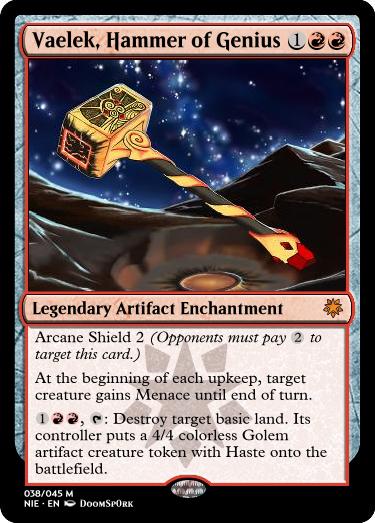 Vaelek, Hammer of Genius 1
Legendary Artifact Enchantment
Arcane Shield 2 (Opponents must pay 2 to
target this card.)
At the beginning of each upkeep, target
creature gains Menace until end of turn.
1, : Destroy target basic land. Its
controller puts a 4/4 colorless Golem
artifact creature token with Haste onto the
battlefield.
038/045 M
NIE • EN DoomSp0rk